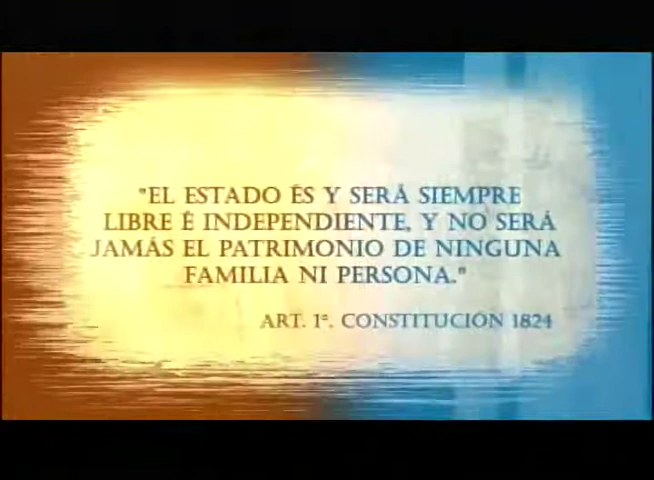 "EL ESTADO ÉS Y SERÁ SIEMPRE
LIBRE É INDEPENDIENTE, Y NO SERÁ
JAMÁS EL PATRIMONIO DE NINGUNA
FAMILIA NI PERSONA."
ART. 1º. CONSTITUCIÓN 1824